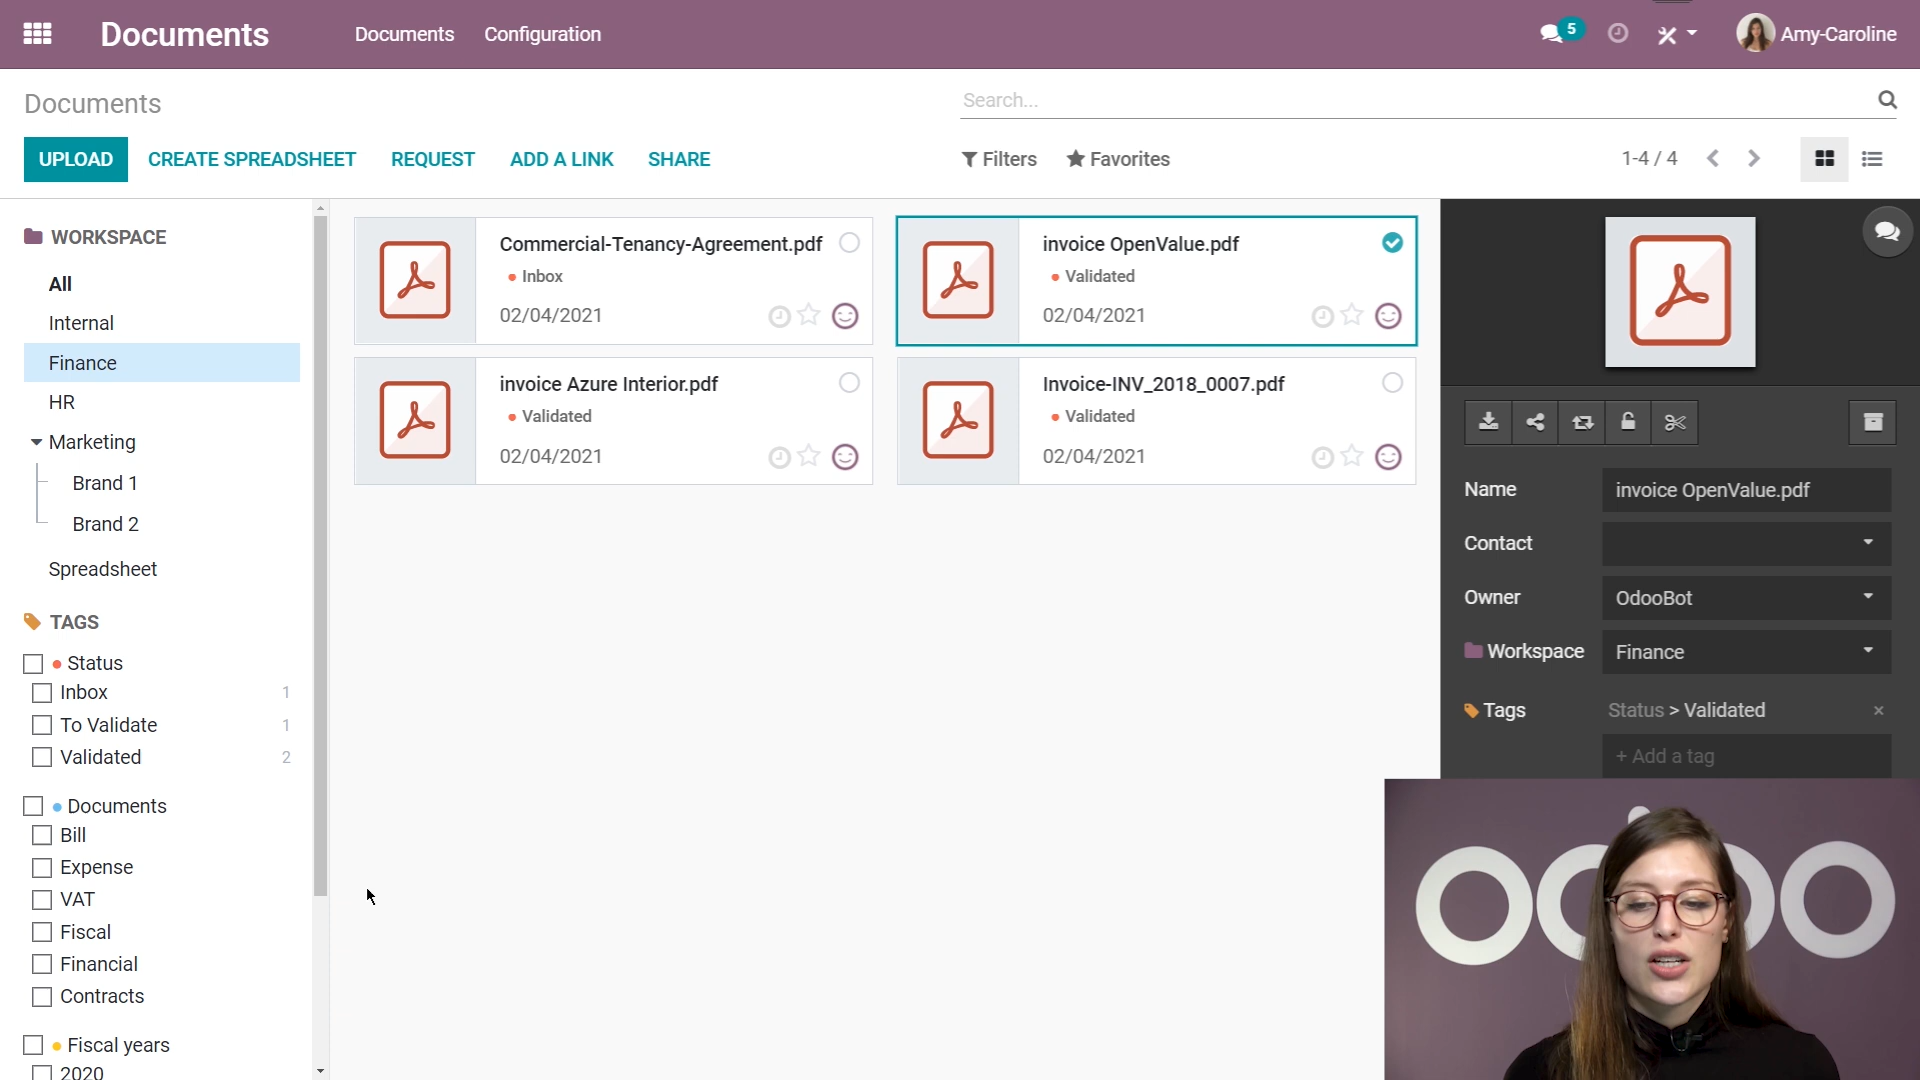 Documents
Documents Configuration
5
Amy-Caroline
Documents
Search...
UPLOAD CREATE SPREADSHEET REQUEST ADD A LINK SHARE
Filters Favorites
1-4 / 4
WORKSPACE
All
Internal
Finance
HR
Marketing
Brand 1
Brand 2
Spreadsheet
TAGS
Status
Inbox 1
To Validate 1
Validated 2
Documents
Bill
Expense
VAT
Fiscal
Financial
Contracts
Fiscal years
2020
Commercial-Tenancy-Agreement.pdf
Inbox
02/04/2021
invoice OpenValue.pdf
Validated
02/04/2021
invoice Azure Interior.pdf
Validated
02/04/2021
Invoice-INV_2018_0007.pdf
Validated
02/04/2021
Name invoice OpenValue.pdf
Contact
Owner OdooBot
Workspace Finance
Tags Status > Validated ×
+ Add a tag
odoo